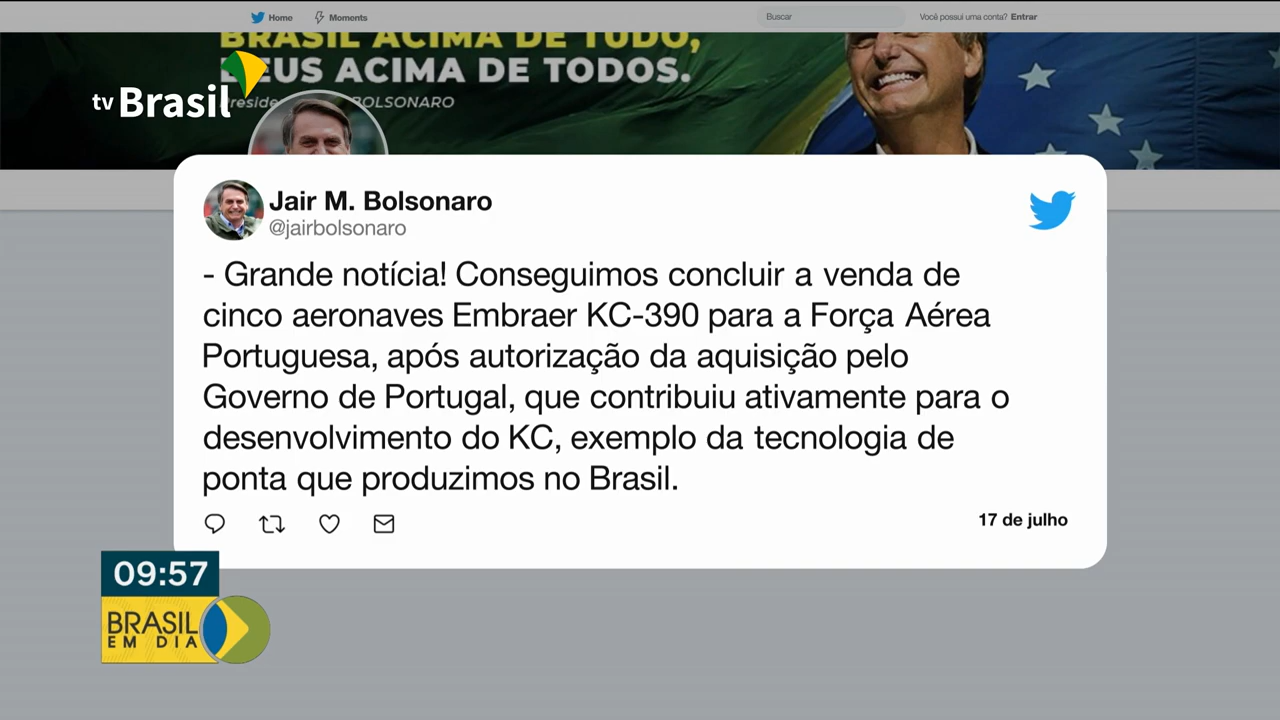 Home
Moments
Buscar
Você possui uma conta? Entrar
BRASIL ACIMA DE TUDO,
DEUS ACIMA DE TODOS.
BOLSONARO
tv Brasil
Jair M. Bolsonaro
@jairbolsonaro
- Grande notícia! Conseguimos concluir a venda de
cinco aeronaves Embraer KC-390 para a Força Aérea
Portuguesa, após autorização da aquisição pelo
Governo de Portugal, que contribuiu ativamente para o
desenvolvimento do KC, exemplo da tecnologia de
ponta que produzimos no Brasil.
17 de julho
09:57
BRASIL
EM DIA